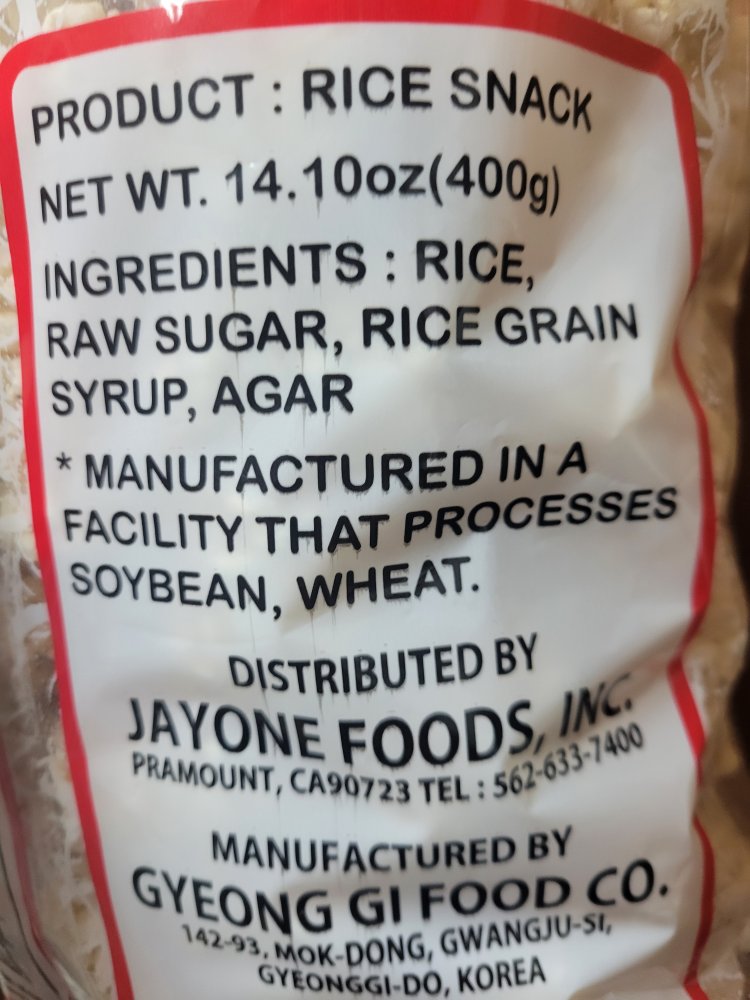 PRODUCT : RICE SNACK
NET WT. 14.10oz(400g)
INGREDIENTS : RICE,
RAW SUGAR, RICE GRAIN
SYRUP, AGAR
* MANUFACTURED IN A
FACILITY THAT PROCESSES
SOYBEAN, WHEAT.
DISTRIBUTED BY
JAYONE FOODS, INC.
PRAMOUNT, CA90723 TEL : 562-633-7400
MANUFACTURED BY
GYEONG GI FOOD CO.
142-93, MOK-DONG, GWANGJU-SI,
GYEONGGI-DO, KOREA